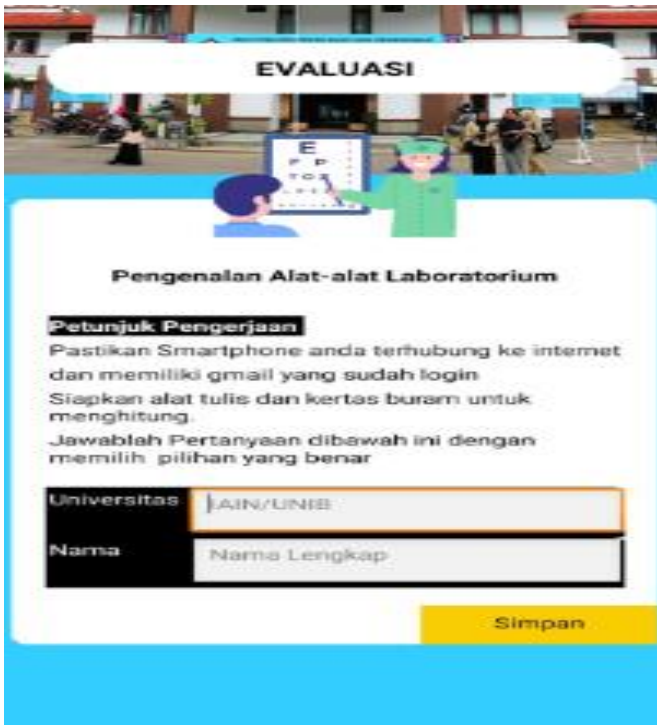 EVALUASI
E
F P
TOZ
Pengenalan Alat-alat Laboratorium
Petunjuk Pengerjaan
Pastikan Smartphone anda terhubung ke internet
dan memiliki gmail yang sudah login
Siapkan alat tulis dan kertas buram untuk
menghitung.
Jawablah Pertanyaan dibawah ini dengan
memilih pilihan yang benar
Universitas
IAIN/UNIB
Nama
Nama Lengkap
Simpan